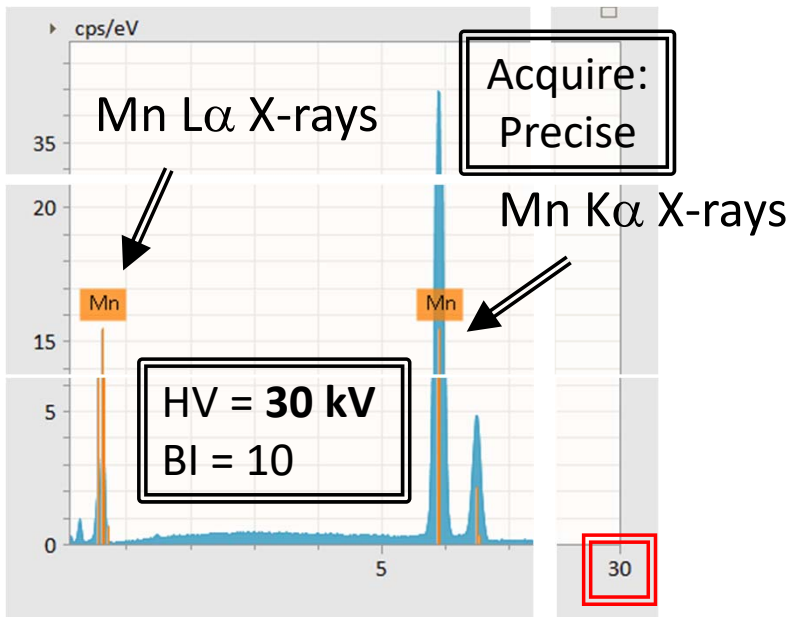 cps/eV
Acquire:
Precise
Mn Lα X-rays
35
20
Mn Kα X-rays
Mn
Mn
15
HV = 30 kV
BI = 10
5
0
5
30